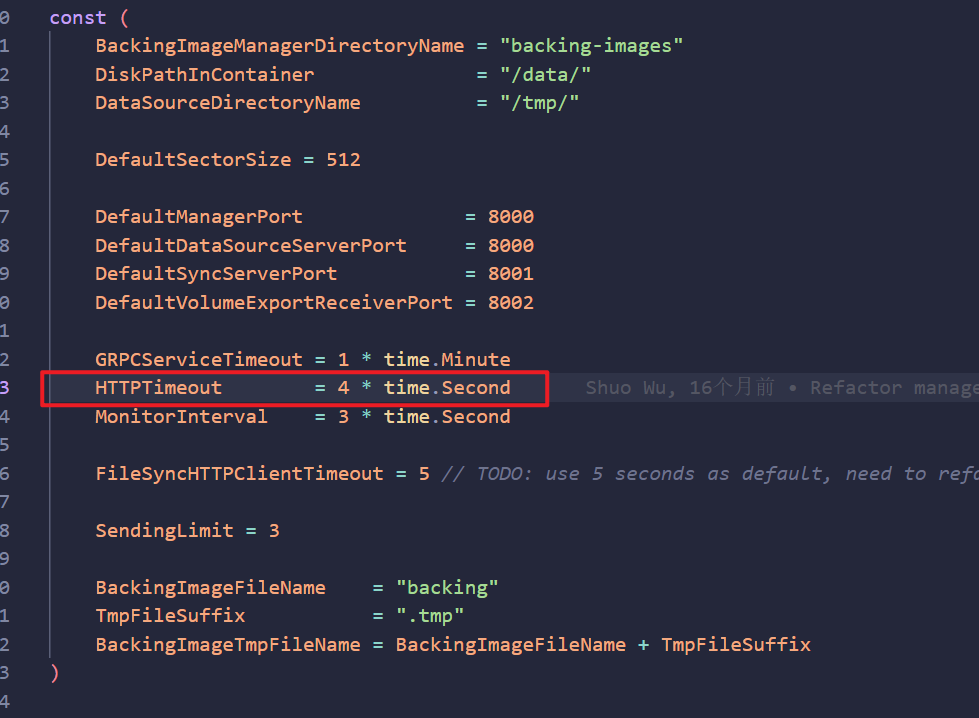 0 const (
1 BackingImageManagerDirectoryName = "backing-images"
2 DiskPathInContainer = "/data/"
3 DataSourceDirectoryName = "/tmp/"
4
5 DefaultSectorSize = 512
6
7 DefaultManagerPort = 8000
8 DefaultDataSourceServerPort = 8000
9 DefaultSyncServerPort = 8001
0 DefaultVolumeExportReceiverPort = 8002
1
2 GRPCServiceTimeout = 1 * time.Minute
3 HTTPTimeout = 4 * time.Second Shuo Wu, 16个月前 • Refactor manage
4 MonitorInterval = 3 * time.Second
5
6 FileSyncHTTPClientTimeout = 5 // TODO: use 5 seconds as default, need to refa
7
8 SendingLimit = 3
9
0 BackingImageFileName = "backing"
1 TmpFileSuffix = ".tmp"
2 BackingImageTmpFileName = BackingImageFileName + TmpFileSuffix
3 )
4